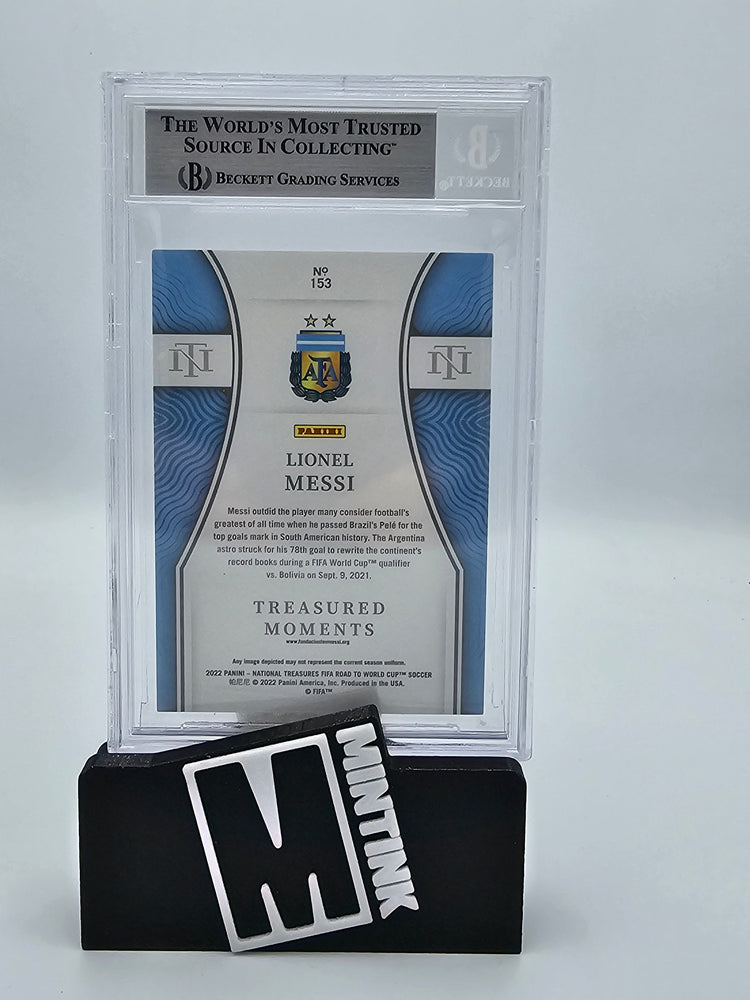 THE WORLD'S MOST TRUSTED
SOURCE IN COLLECTING™
B BECKETT GRADING SERVICES
B
BECKETT®
Nº
153
NT
NT
AFA
PANINI
LIONEL
MESSI
Messi outdid the player many consider football's
greatest of all time when he passed Brazil's Pelé for the
top goals mark in South American history. The Argentina
astro struck for his 78th goal to rewrite the continent's
record books during a FIFA World Cup™ qualifier
vs. Bolivia on Sept. 9, 2021.
TREASURED
MOMENTS
www.fundacionleomessi.org
Any image depicted may not represent the current season uniform.
2022 PANINI – NATIONAL TREASURES FIFA ROAD TO WORLD CUP™ SOCCER
帕尼尼 © 2022 Panini America, Inc. Produced in the USA.
© FIFA™
M
MINTINK